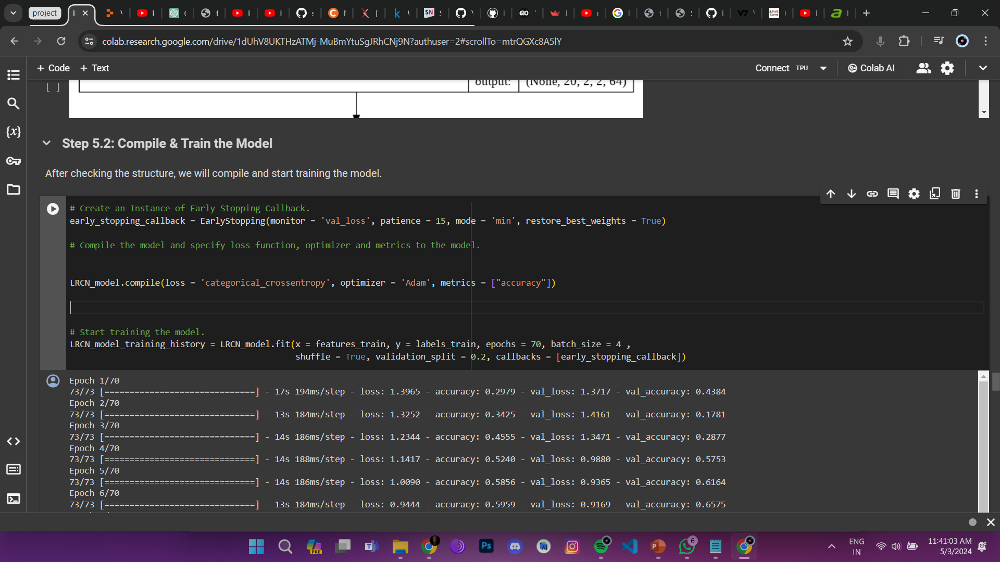 project
colab.research.google.com/drive/1dUhV8UKTHzATMj-MuBmYtuSgJRhCNj9N?authuser=2#scrollTo=mtrQGXc8A5lY
+ Code + Text
Connect TPU
Colab AI
[ ]
output: (None, 20, 2, 2, 64)
Step 5.2: Compile & Train the Model
After checking the structure, we will compile and start training the model.
# Create an Instance of Early Stopping Callback.
early_stopping_callback = EarlyStopping(monitor = 'val_loss', patience = 15, mode = 'min', restore_best_weights = True)
# Compile the model and specify loss function, optimizer and metrics to the model.
LRCN_model.compile(loss = 'categorical_crossentropy', optimizer = 'Adam', metrics = ["accuracy"])
# Start training the model.
LRCN_model_training_history = LRCN_model.fit(x = features_train, y = labels_train, epochs = 70, batch_size = 4 ,
shuffle = True, validation_split = 0.2, callbacks = [early_stopping_callback])
Epoch 1/70
73/73 [==============================] - 17s 194ms/step - loss: 1.3965 - accuracy: 0.2979 - val_loss: 1.3717 - val_accuracy: 0.4384
Epoch 2/70
73/73 [==============================] - 13s 184ms/step - loss: 1.3252 - accuracy: 0.3425 - val_loss: 1.4161 - val_accuracy: 0.1781
Epoch 3/70
73/73 [==============================] - 14s 186ms/step - loss: 1.2344 - accuracy: 0.4555 - val_loss: 1.3471 - val_accuracy: 0.2877
Epoch 4/70
73/73 [==============================] - 14s 188ms/step - loss: 1.1417 - accuracy: 0.5240 - val_loss: 0.9880 - val_accuracy: 0.5753
Epoch 5/70
73/73 [==============================] - 14s 186ms/step - loss: 1.0090 - accuracy: 0.5856 - val_loss: 0.9365 - val_accuracy: 0.6164
Epoch 6/70
73/73 [==============================] - 13s 184ms/step - loss: 0.9444 - accuracy: 0.5959 - val_loss: 0.9169 - val_accuracy: 0.6575
PRE
Ps
6
ENG
IN
11:41:03 AM
5/3/2024